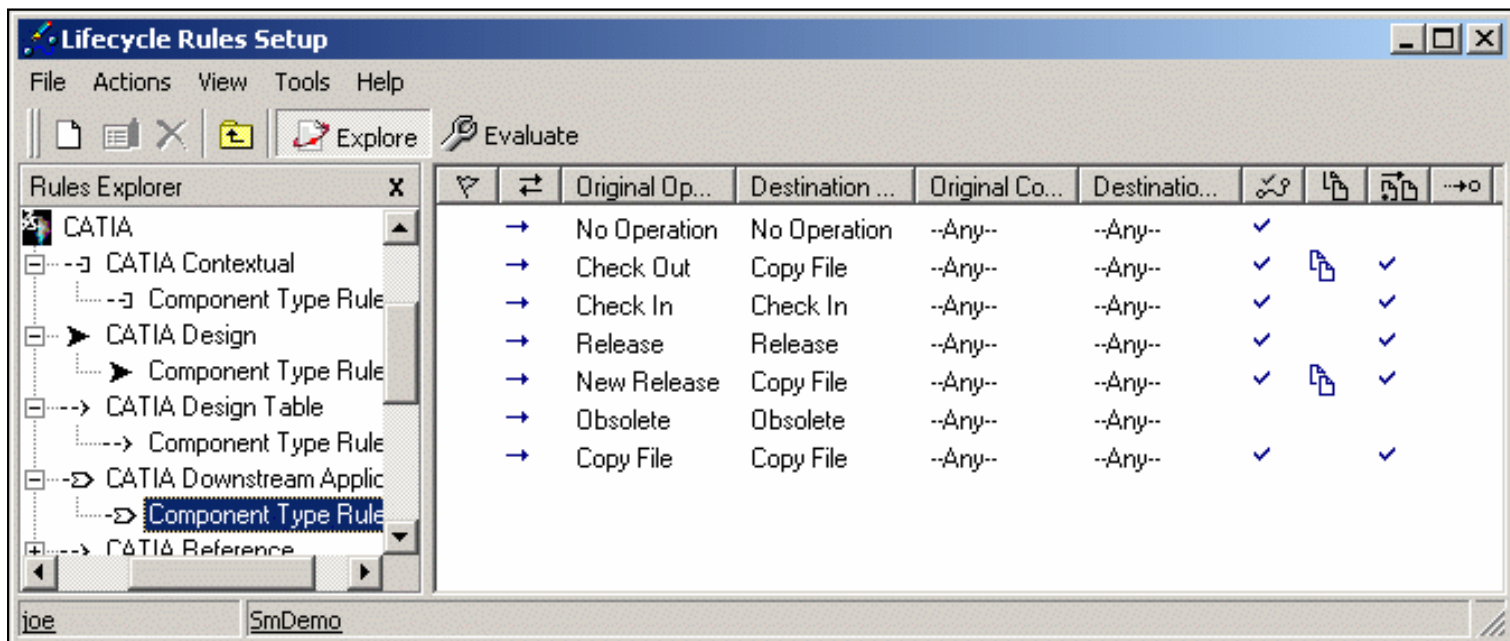 Lifecycle Rules Setup
File Actions View Tools Help
Explore Evaluate
Rules Explorer x Original Op... Destination ... Original Co... Destinatio...
CATIA
CATIA Contextual
Component Type Rule
CATIA Design
Component Type Rule
CATIA Design Table
Component Type Rule
CATIA Downstream Applic
Component Type Rule
CATIA Reference
No Operation No Operation --Any-- --Any--
Check Out Copy File --Any-- --Any--
Check In Check In --Any-- --Any--
Release Release --Any-- --Any--
New Release Copy File --Any-- --Any--
Obsolete Obsolete --Any-- --Any--
Copy File Copy File --Any-- --Any--
joe SmDemo